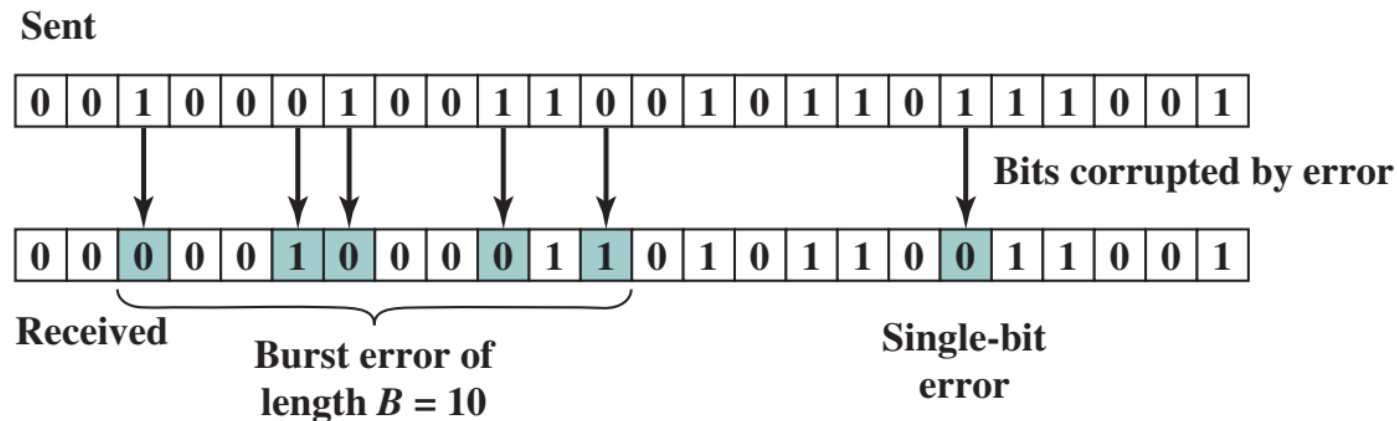 Sent
0 0 1 0 0 0 1 0 0 1 1 0 0 1 0 1 1 0 1 1 1 0 0 1
Bits corrupted by error
0 0 0 0 0 1 0 0 0 0 1 1 0 1 0 1 1 0 0 1 1 0 0 1
Received
Burst error of
length B = 10
Single-bit
error